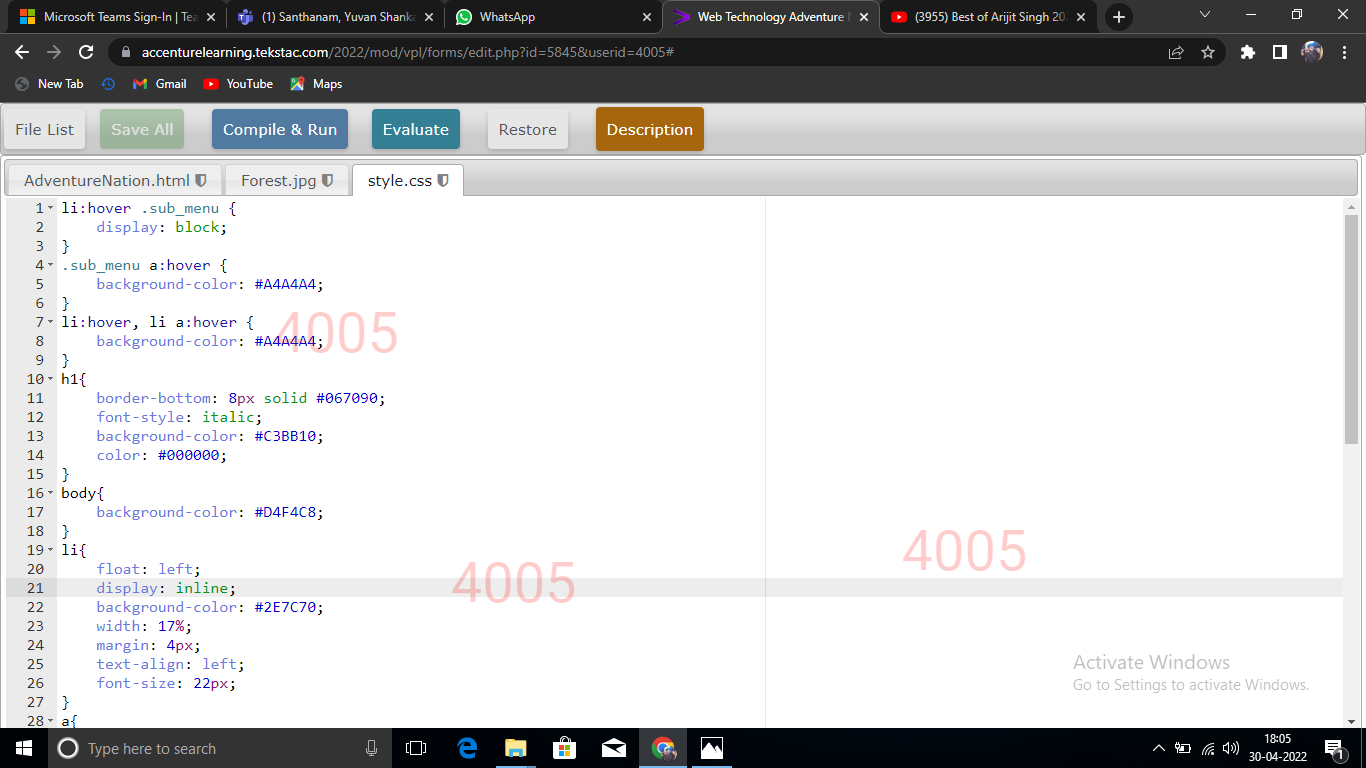 Microsoft Teams Sign-In | Tea
(1) Santhanam, Yuvan Shanka
WhatsApp
Web Technology Adventure
(3955) Best of Arijit Singh 20
accenturelearning.tekstac.com/2022/mod/vpl/forms/edit.php?id=5845&userid=4005#
New Tab
Gmail
YouTube
Maps
File List
Save All
Compile & Run
Evaluate
Restore
Description
AdventureNation.html
Forest.jpg
style.css
1 li:hover .sub_menu {
2 display: block;
3 }
4 .sub_menu a:hover {
5 background-color: #A4A4A4;
6 }
7 li:hover, li a:hover {
8 background-color: #A4A4A4;
9 }
10 h1{
11 border-bottom: 8px solid #067090;
12 font-style: italic;
13 background-color: #C3BB10;
14 color: #000000;
15 }
16 body{
17 background-color: #D4F4C8;
18 }
19 li{
20 float: left;
21 display: inline;
22 background-color: #2E7C70;
23 width: 17%;
24 margin: 4px;
25 text-align: left;
26 font-size: 22px;
27 }
28 a{
4005
4005
4005
Activate Windows
Go to Settings to activate Windows.
Type here to search
18:05
30-04-2022
1